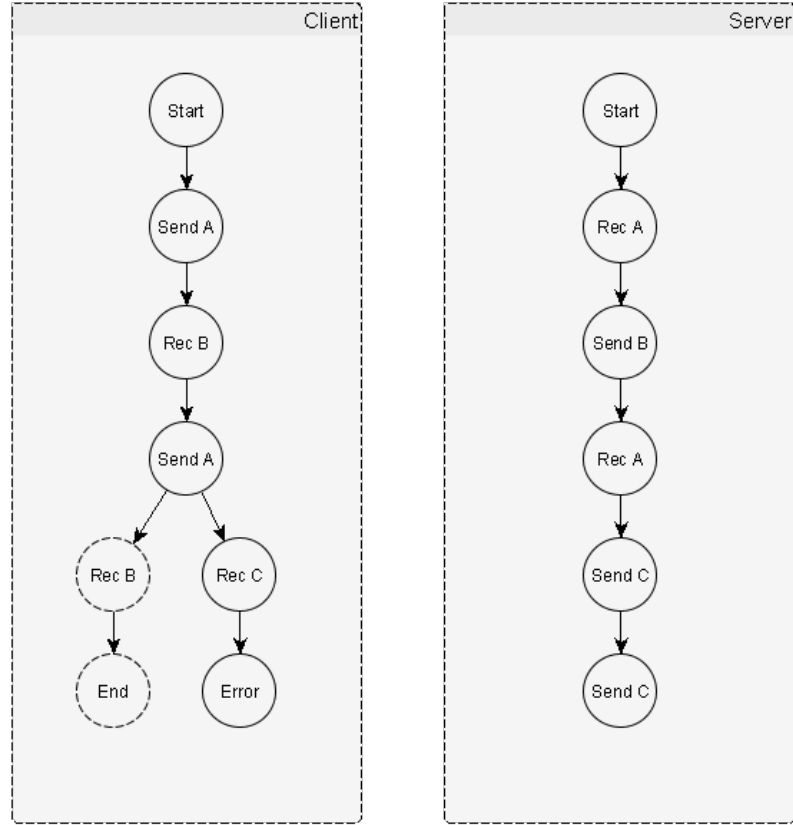 Client
Start
Send A
Rec B
Send A
Rec B
Rec C
End
Error
Server
Start
Rec A
Send B
Rec A
Send C
Send C